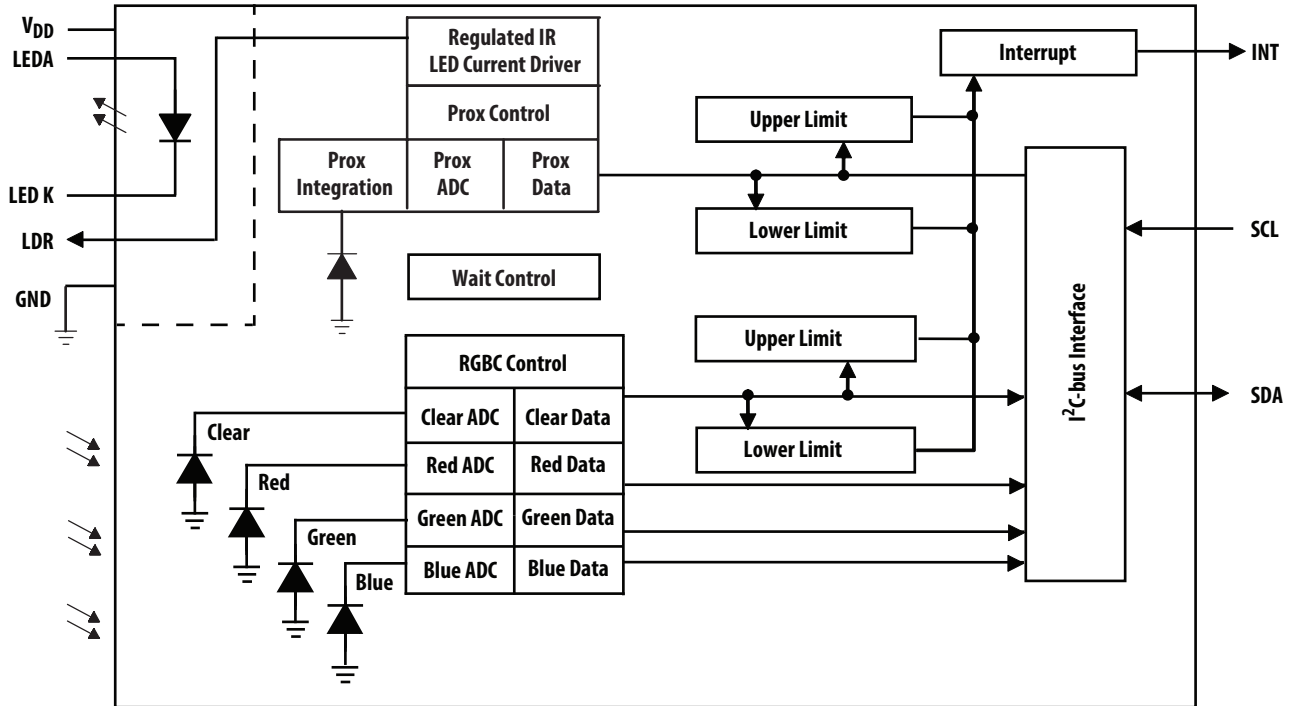 VDD
LEDA
LED K
LDR
GND
Regulated IR
LED Current Driver
Prox Control
Prox
Integration
Prox
ADC
Prox
Data
Wait Control
RGBC Control
Clear ADC
Clear Data
Red ADC
Red Data
Green ADC
Green Data
Blue ADC
Blue Data
Clear
Red
Green
Blue
Upper Limit
Lower Limit
Upper Limit
Lower Limit
Interrupt
I²C-bus Interface
INT
SCL
SDA